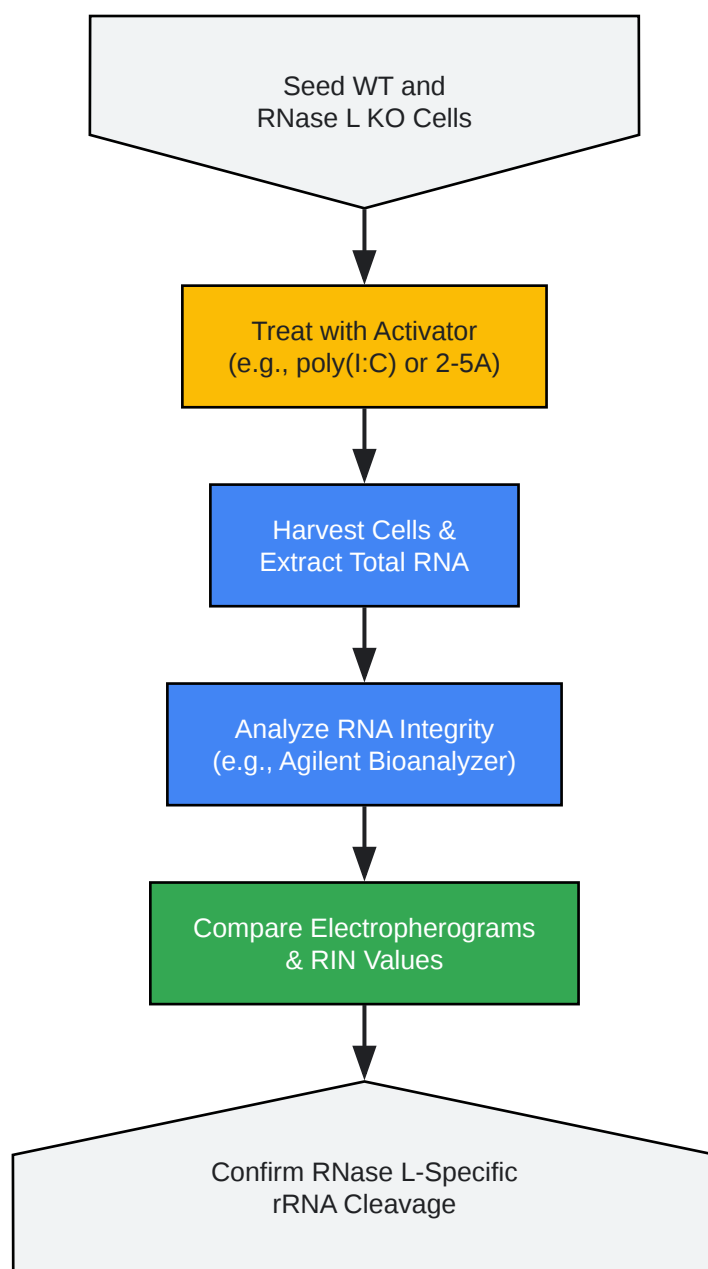 Seed WT and
RNase L KO Cells
Treat with Activator
(e.g., poly(I:C) or 2-5A)
Harvest Cells &
Extract Total RNA
Analyze RNA Integrity
(e.g., Agilent Bioanalyzer)
Compare Electropherograms
& RIN Values
Confirm RNase L-Specific
rRNA Cleavage